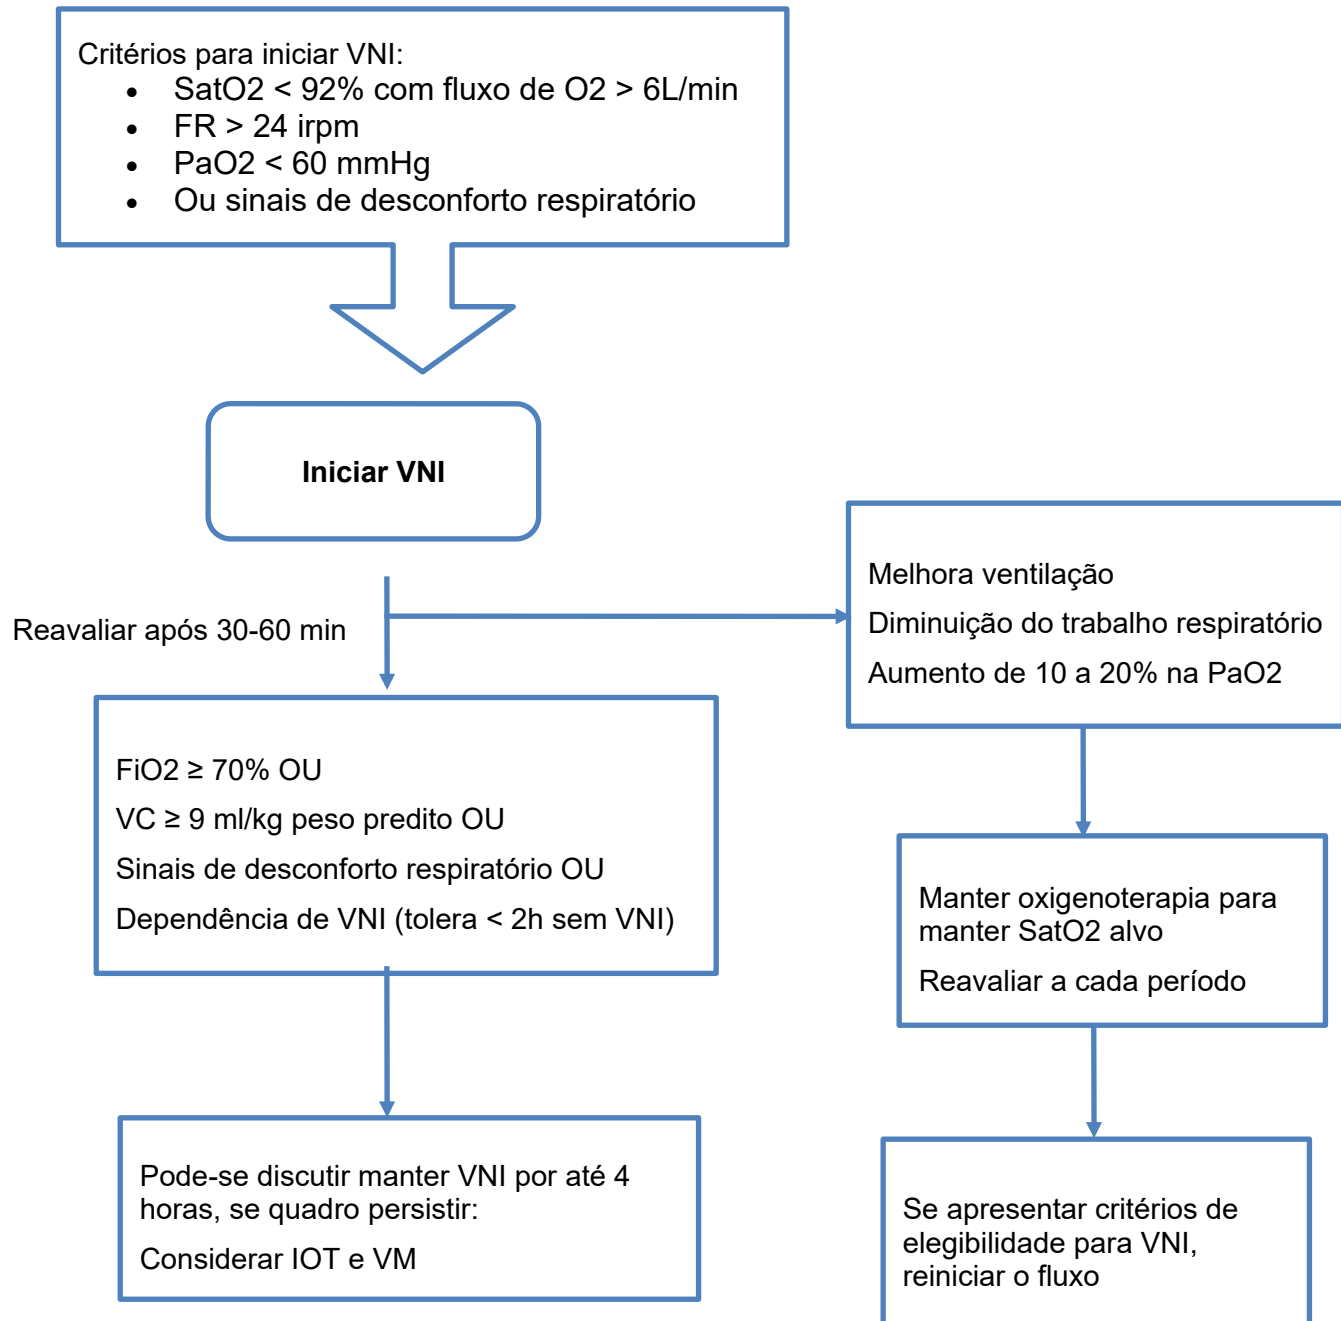 Critérios para iniciar VNI:
• SatO2 < 92% com fluxo de O2 > 6L/min
• FR > 24 irpm
• PaO2 < 60 mmHg
• Ou sinais de desconforto respiratório
Iniciar VNI
Reavaliar após 30-60 min
Melhora ventilação
Diminuição do trabalho respiratório
Aumento de 10 a 20% na PaO2
FiO2 ≥ 70% OU
VC ≥ 9 ml/kg peso predito OU
Sinais de desconforto respiratório OU
Dependência de VNI (tolera < 2h sem VNI)
Manter oxigenoterapia para
manter SatO2 alvo
Reavaliar a cada período
Pode-se discutir manter VNI por até 4
horas, se quadro persistir:
Considerar IOT e VM
Se apresentar critérios de
elegibilidade para VNI,
reiniciar o fluxo